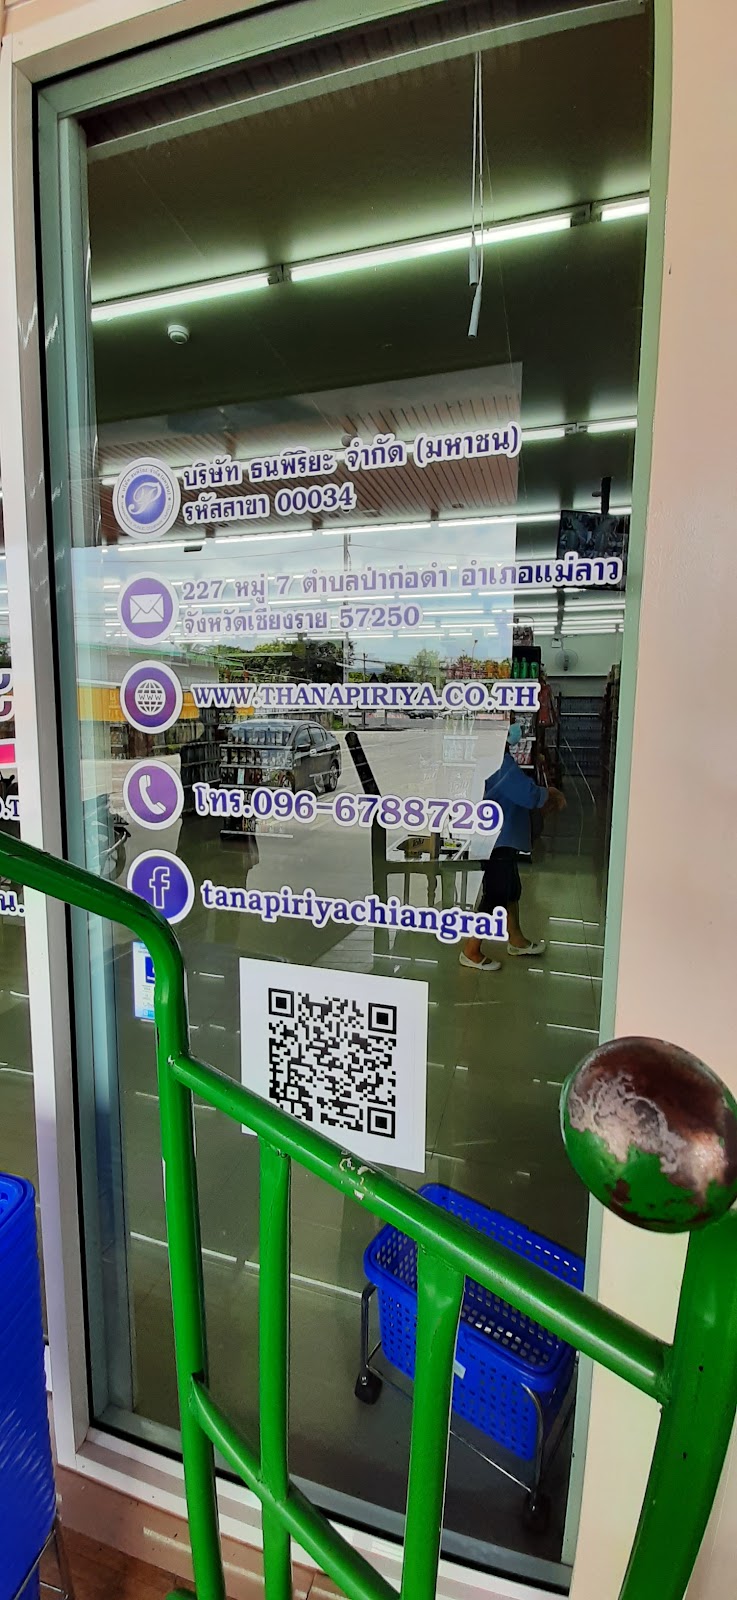 บริษัท ธนพิริยะ จำกัด (มหาชน)
รหัสสาขา 00034
227 หมู่ 7 ตำบลป่าก่อดำ อำเภอแม่ลาว
จังหวัดเชียงราย 57250
WWW
WWW.THANAPIRIYA.CO.TH
โทร.096-6788729
f
tanapiriyachiangrai